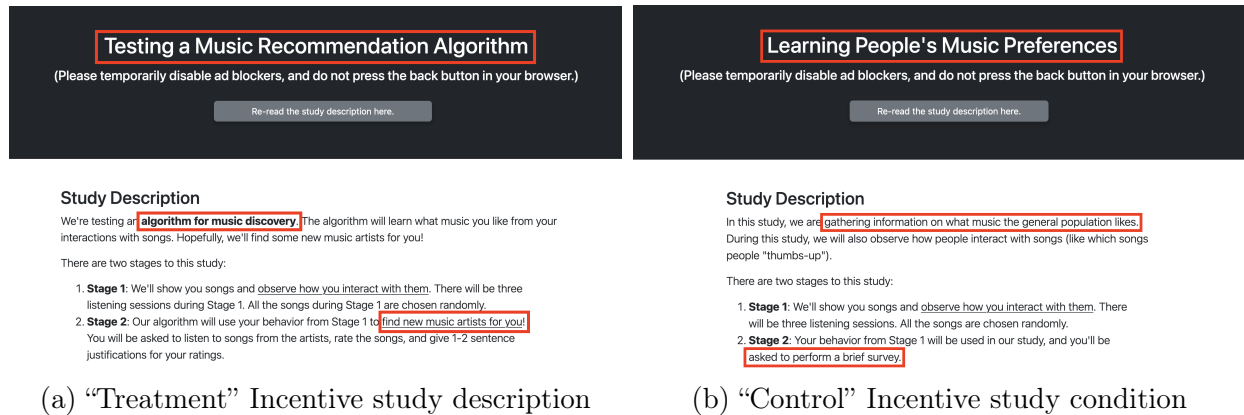 Testing a Music Recommendation Algorithm
(Please temporarily disable ad blockers, and do not press the back button in your browser.)
Re-read the study description here.
Study Description
We're testing an algorithm for music discovery. The algorithm will learn what music you like from your
interactions with songs. Hopefully, we'll find some new music artists for you!
There are two stages to this study:
1. Stage 1: We'll show you songs and observe how you interact with them. There will be three
listening sessions during Stage 1. All the songs during Stage 1 are chosen randomly.
2. Stage 2: Our algorithm will use your behavior from Stage 1 to find new music artists for you!
You will be asked to listen to songs from the artists, rate the songs, and give 1-2 sentence
justifications for your ratings.
(a) “Treatment” Incentive study description
Learning People's Music Preferences
(Please temporarily disable ad blockers, and do not press the back button in your browser.)
Re-read the study description here.
Study Description
In this study, we are gathering information on what music the general population likes.
During this study, we will also observe how people interact with songs (like which songs
people "thumbs-up").
There are two stages to this study:
1. Stage 1: We'll show you songs and observe how you interact with them. There
will be three listening sessions. All the songs are chosen randomly.
2. Stage 2: Your behavior from Stage 1 will be used in our study, and you'll be
asked to perform a brief survey.
(b) “Control” Incentive study condition